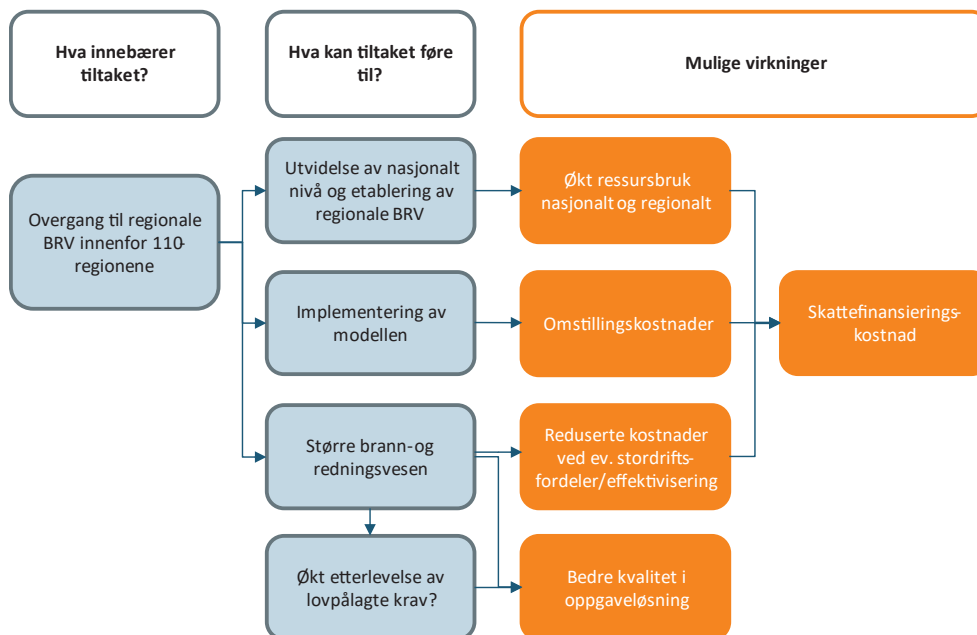 Hva innebærer
tiltaket?
Hva kan tiltaket føre
til?
Mulige virkninger
Overgang til regionale
BRV innenfor 110-
regionene
Utvidelse av nasjonalt
nivå og etablering av
regionale BRV
Økt ressursbruk
nasjonalt og regionalt
Implementering av
modellen
Omstillingskostnader
Skattefinansierings-
kostnad
Større brann-og
redningsvesen
Reduserte kostnader
ved ev. stordrifts-
fordeler/effektivisering
Økt etterlevelse av
lovpålagte krav?
Bedre kvalitet i
oppgaveløsning